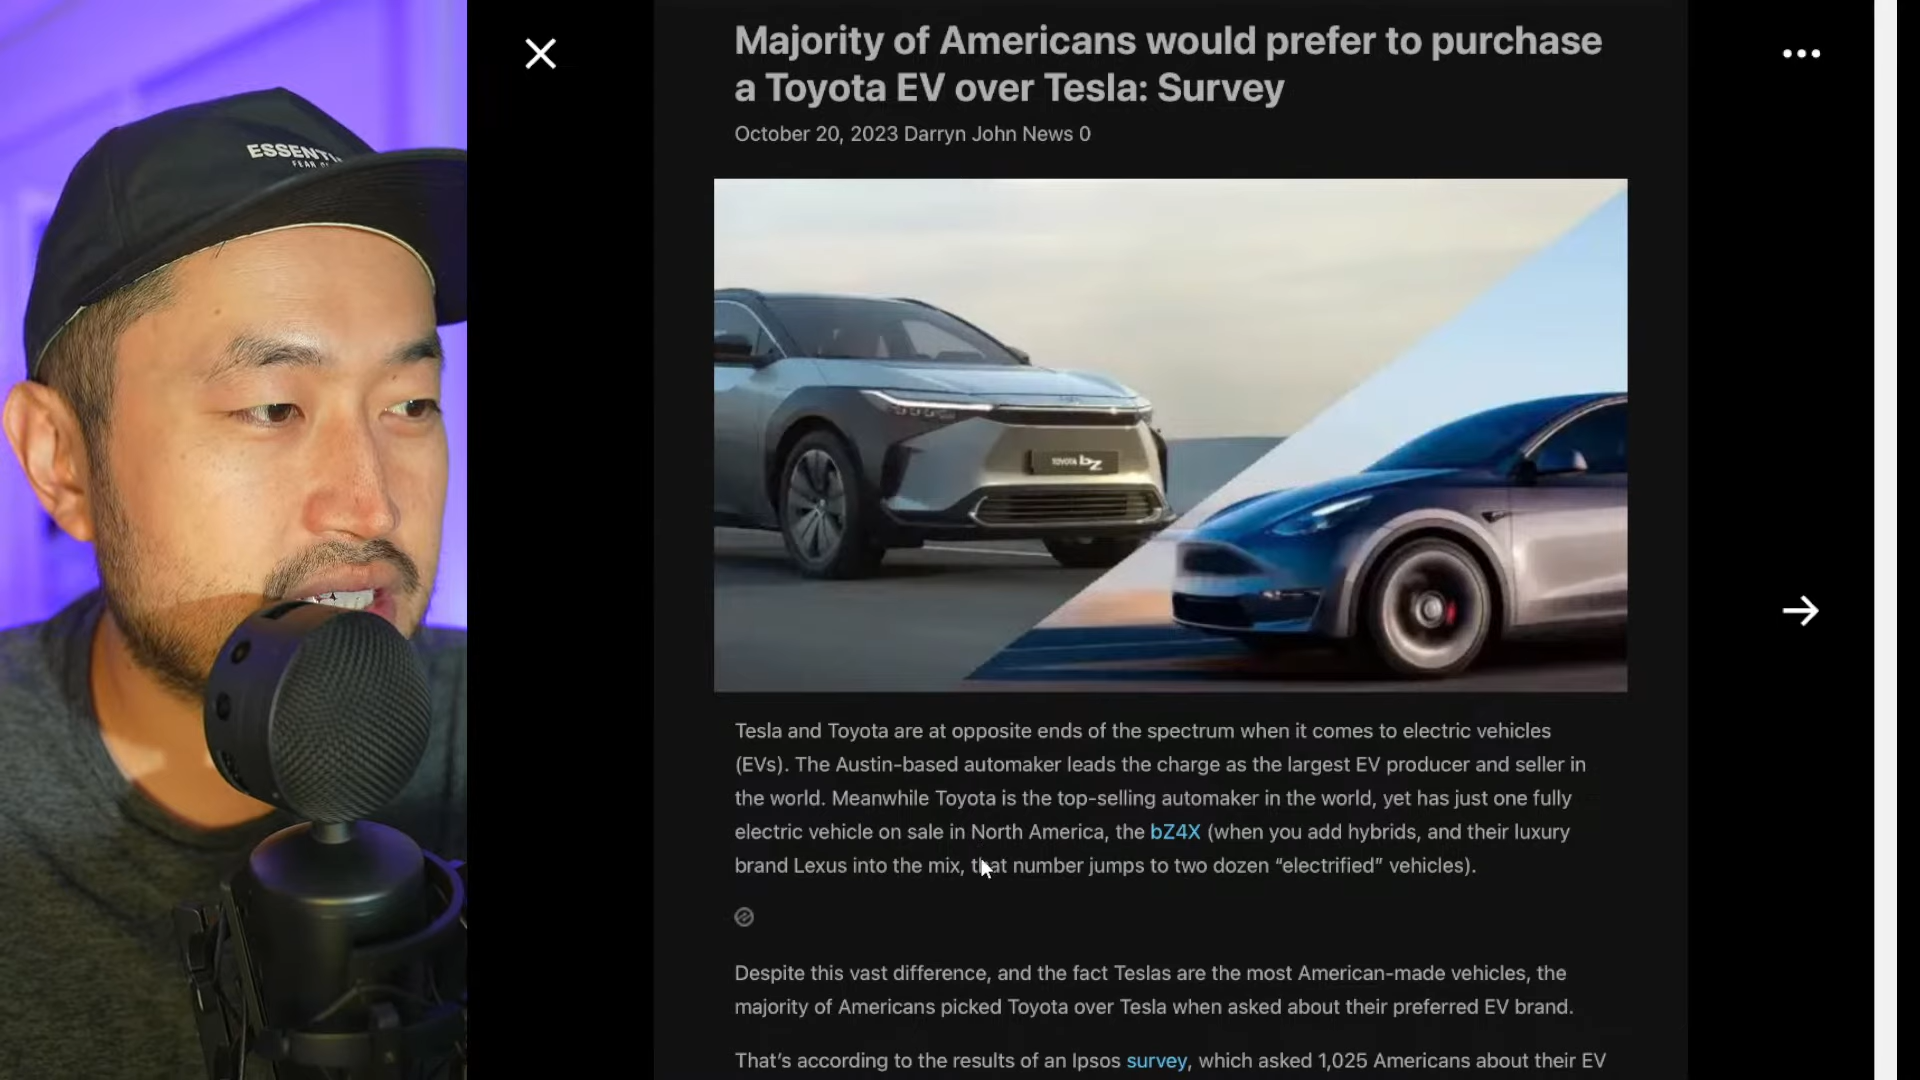 ESSENTI
FEAR O
Majority of Americans would prefer to purchase
a Toyota EV over Tesla: Survey
October 20, 2023 Darryn John News 0
TOYOTA bZ
Tesla and Toyota are at opposite ends of the spectrum when it comes to electric vehicles
(EVs). The Austin-based automaker leads the charge as the largest EV producer and seller in
the world. Meanwhile Toyota is the top-selling automaker in the world, yet has just one fully
electric vehicle on sale in North America, the bZ4X (when you add hybrids, and their luxury
brand Lexus into the mix, that number jumps to two dozen “electrified” vehicles).
Despite this vast difference, and the fact Teslas are the most American-made vehicles, the
majority of Americans picked Toyota over Tesla when asked about their preferred EV brand.
That’s according to the results of an Ipsos survey, which asked 1,025 Americans about their EV